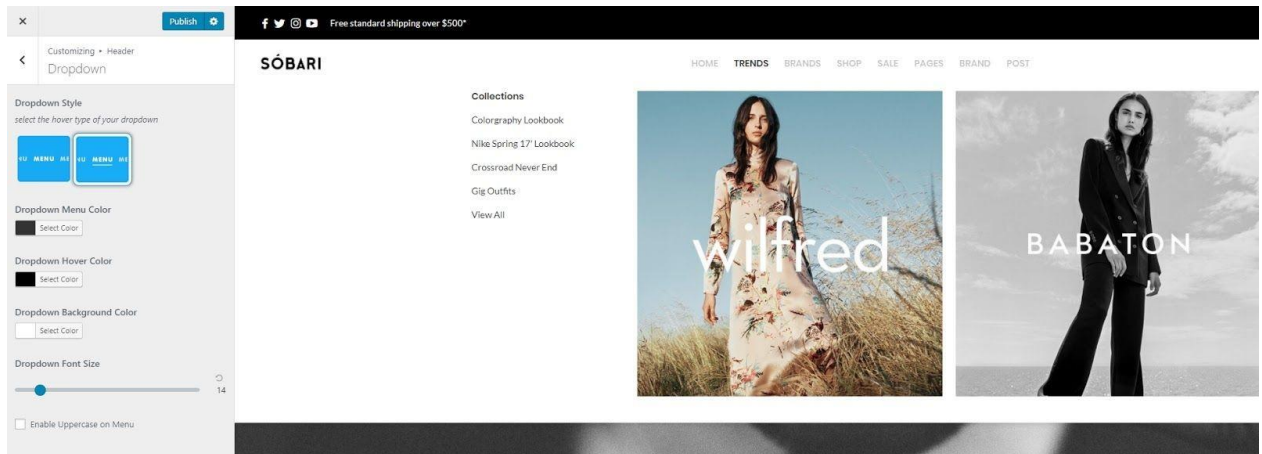 Publish
Customizing • Header
Dropdown
Dropdown Style
select the hover type of your dropdown
MENU ME
MENU ME
Dropdown Menu Color
Select Color
Dropdown Hover Color
Select Color
Dropdown Background Color
Select Color
Dropdown Font Size
14
Enable Uppercase on Menu
Free standard shipping over $500*
SÓBARI
HOME TRENDS BRANDS SHOP SALE PAGES BRAND POST
Collections
Colorgraphy Lookbook
Nike Spring 17' Lookbook
Crossroad Never End
Gig Outfits
View All
wilfred
BABATON